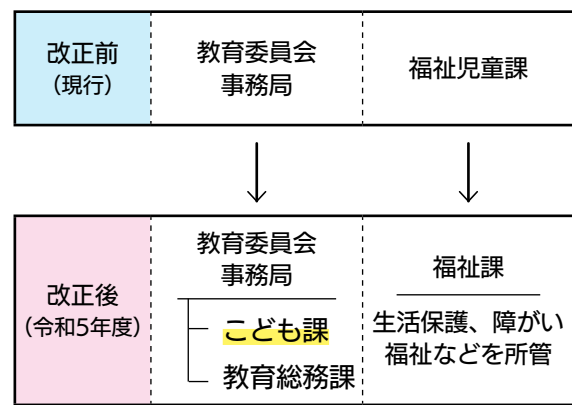 改正前
(現行)
教育委員会
事務局
福祉児童課
改正後
(令和5年度)
教育委員会
事務局
こども課
教育総務課
福祉課
生活保護、障がい
福祉などを所管